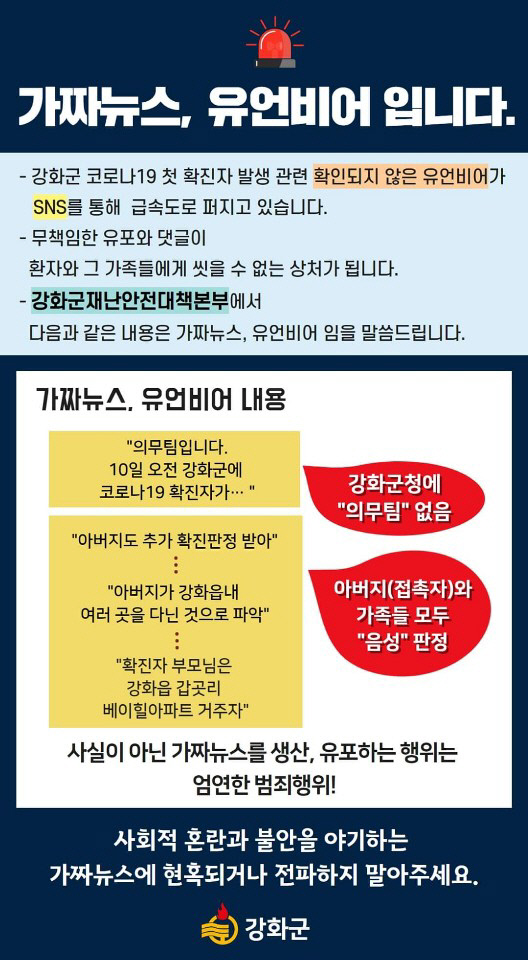 가짜뉴스, 유언비어 입니다.
- 강화군 코로나19 첫 확진자 발생 관련 확인되지 않은 유언비어가
SNS를 통해 급속도로 퍼지고 있습니다.
- 무책임한 유포와 댓글이
환자와 그 가족들에게 씻을 수 없는 상처가 됩니다.
- 강화군재난안전대책본부에서
다음과 같은 내용은 가짜뉴스, 유언비어 임을 말씀드립니다.
가짜뉴스, 유언비어 내용
"의무팀입니다.
10일 오전 강화군에
코로나19 확진자가··· "
강화군청에
"의무팀" 없음
"아버지도 추가 확진판정 받아"
⋮
"아버지가 강화읍내
여러 곳을 다닌 것으로 파악"
⋮
"확진자 부모님은
강화읍 갑곳리
베이힐아파트 거주자"
아버지(접촉자)와
가족들 모두
"음성" 판정
사실이 아닌 가짜뉴스를 생산, 유포하는 행위는
엄연한 범죄행위!
사회적 혼란과 불안을 야기하는
가짜뉴스에 현혹되거나 전파하지 말아주세요.
강화군